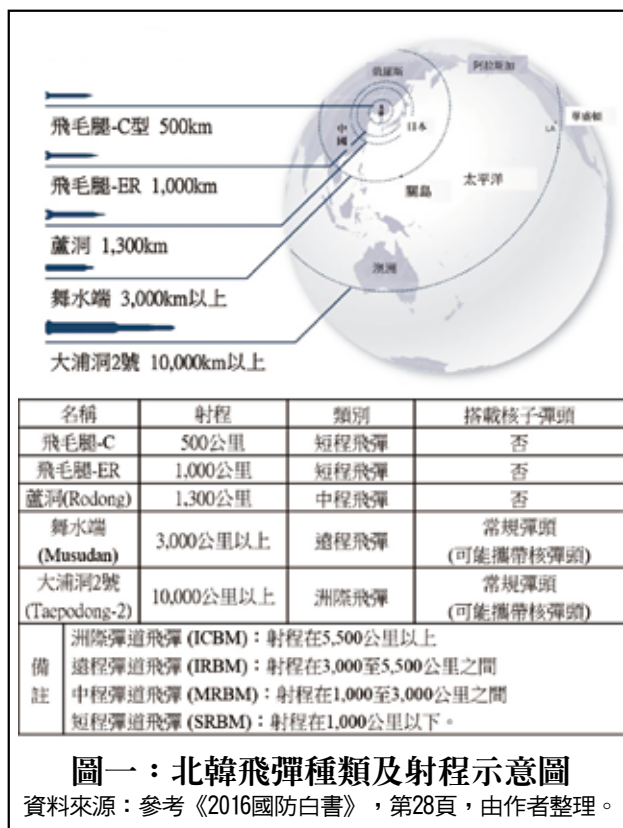 俄羅斯
阿拉斯加
華盛頓
中國
日本
LA
關島
太平洋
澳洲
飛毛腿-C型 500km
飛毛腿-ER 1,000km
蘆洞 1,300km
舞水端 3,000km以上
大浦洞2號 10,000km以上
名稱 射程 類別 搭載核子彈頭
飛毛腿-C 500公里 短程飛彈 否
飛毛腿-ER 1,000公里 短程飛彈 否
蘆洞(Rodong) 1,300公里 中程飛彈 否
舞水端 (Musudan) 3,000公里以上 遠程飛彈 常規彈頭 (可能攜帶核彈頭)
大浦洞2號 (Taepodong-2) 10,000公里以上 洲際飛彈 常規彈頭 (可能攜帶核彈頭)
備註
洲際彈道飛彈 (ICBM)：射程在5,500公里以上
遠程彈道飛彈 (IRBM)：射程在3,000至5,500公里之間
中程彈道飛彈 (MRBM)：射程在1,000至3,000公里之間
短程彈道飛彈 (SRBM)：射程在1,000公里以下。
圖一：北韓飛彈種類及射程示意圖
資料來源：參考《2016國防白書》，第28頁，由作者整理。